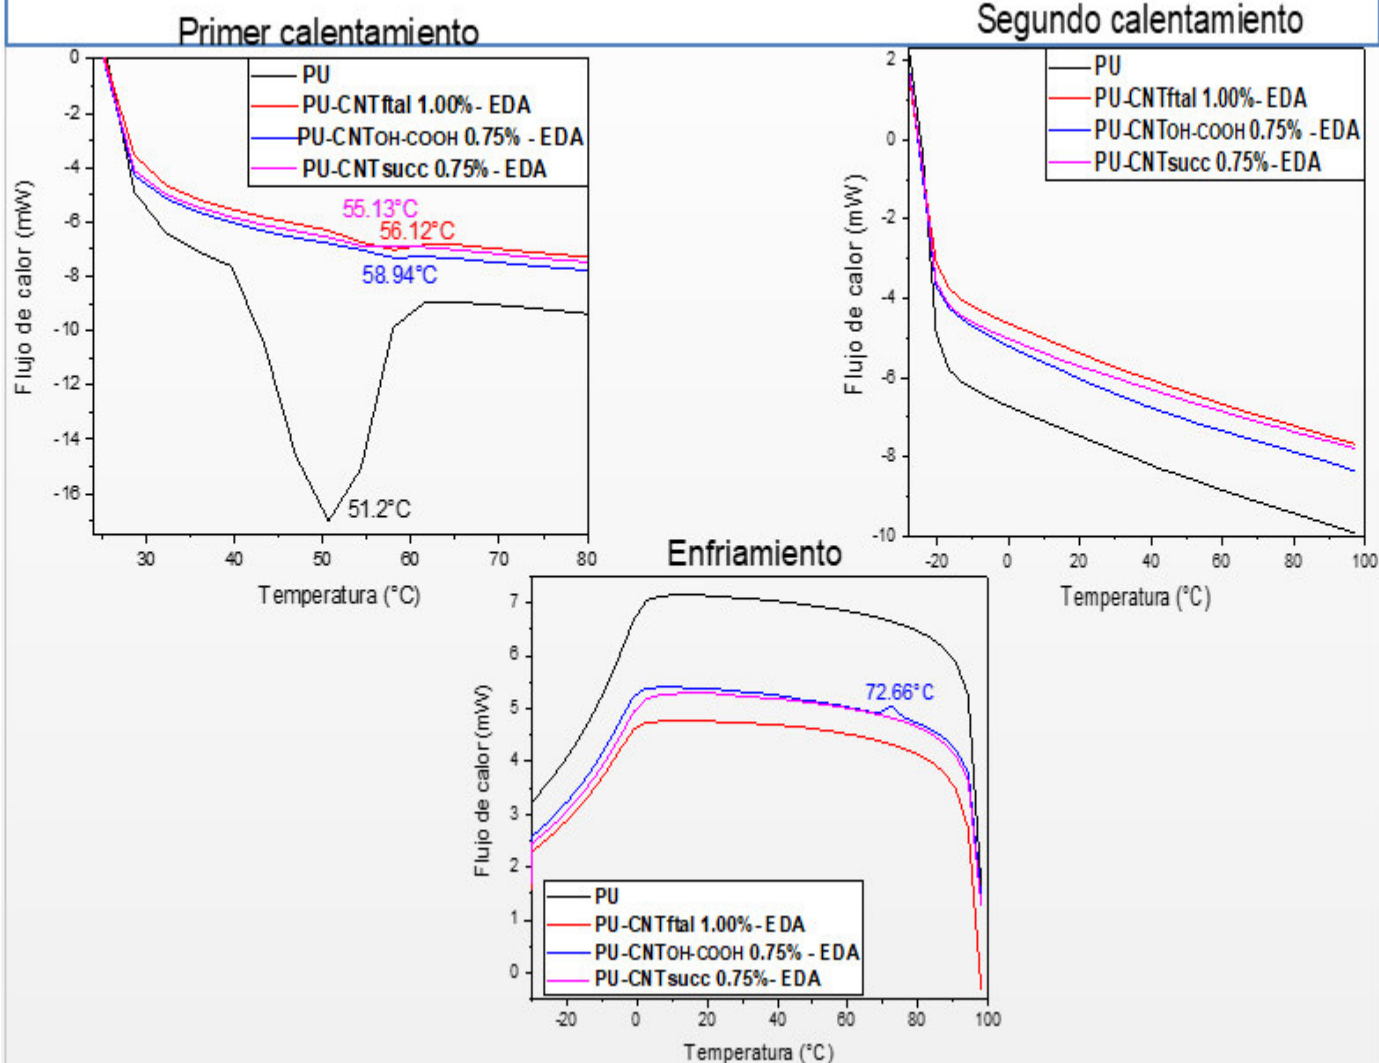 Primer calentamiento
0
-2
-4
-6
-8
-10
-12
-14
-16
Flujo de calor (mW)
PU
PU-CNTftal 1.00%- EDA
PU-CNTOH-COOH 0.75% - EDA
PU-CNTsucc 0.75%- EDA
55.13°C
56.12°C
58.94°C
51.2°C
30 40 50 60 70 80
Temperatura (°C)
Segundo calentamiento
2
0
-2
-4
-6
-8
-10
Flujo de calor (mW)
PU
PU-CNTftal 1.00%- EDA
PU-CNTOH-COOH 0.75% - EDA
PU-CNTsucc 0.75%- EDA
-20 0 20 40 60 80 100
Temperatura (°C)
Enfriamiento
7
6
5
4
3
2
1
0
Flujo de calor (mW)
72.66°C
PU
PU-CNTftal 1.00%- EDA
PU-CNTOH-COOH 0.75% - EDA
PU-CNTsucc 0.75%- EDA
-20 0 20 40 60 80 100
Temperatura (°C)